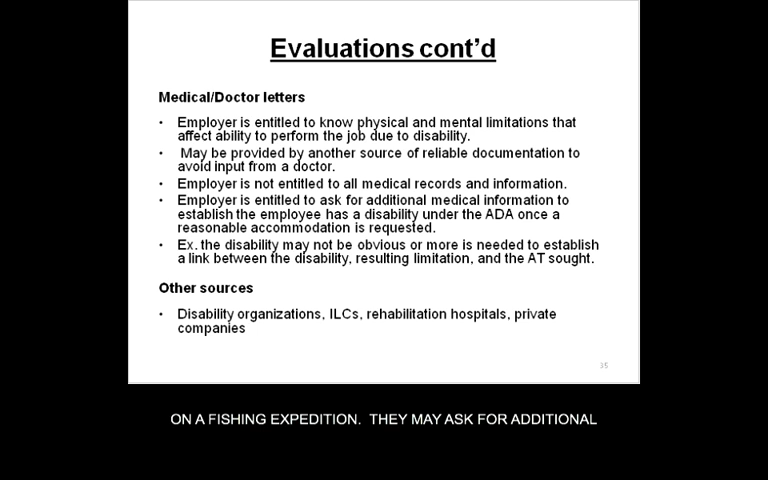 Evaluations cont'd
Medical/Doctor letters
• Employer is entitled to know physical and mental limitations that
affect ability to perform the job due to disability.
• May be provided by another source of reliable documentation to
avoid input from a doctor.
• Employer is not entitled to all medical records and information.
• Employer is entitled to ask for additional medical information to
establish the employee has a disability under the ADA once a
reasonable accommodation is requested.
• Ex. the disability may not be obvious or more is needed to establish
a link between the disability, resulting limitation, and the AT sought.
Other sources
• Disability organizations, ILCs, rehabilitation hospitals, private
companies
35
ON A FISHING EXPEDITION. THEY MAY ASK FOR ADDITIONAL